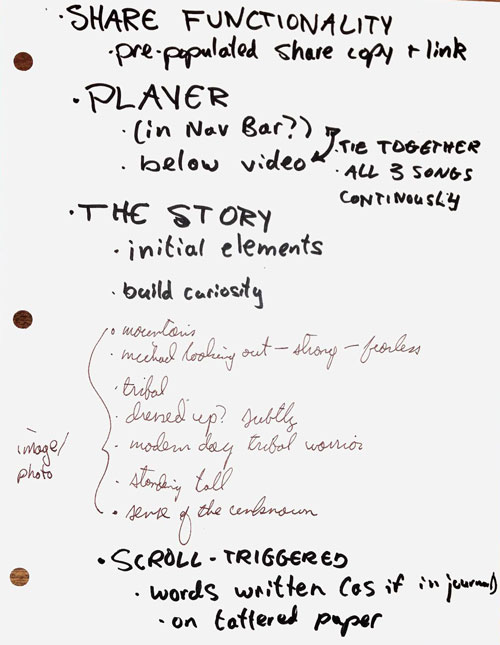 · SHARE FUNCTIONALITY
· pre-populated share copy + link
· PLAYER
· (in Nav Bar?)
· below video
· TIE TOGETHER
· ALL 3 SONGS
CONTINOUSLY
· THE STORY
· initial elements
· build curiosity
· mountains
· michael looking out – strong – fearless
· tribal
· dressed up? subtly
· modern day tribal warrior
· standing tall
· sense of the unknown
image/
photo
· SCROLL-TRIGGERED
· words written (as if in journal)
· on tattered paper